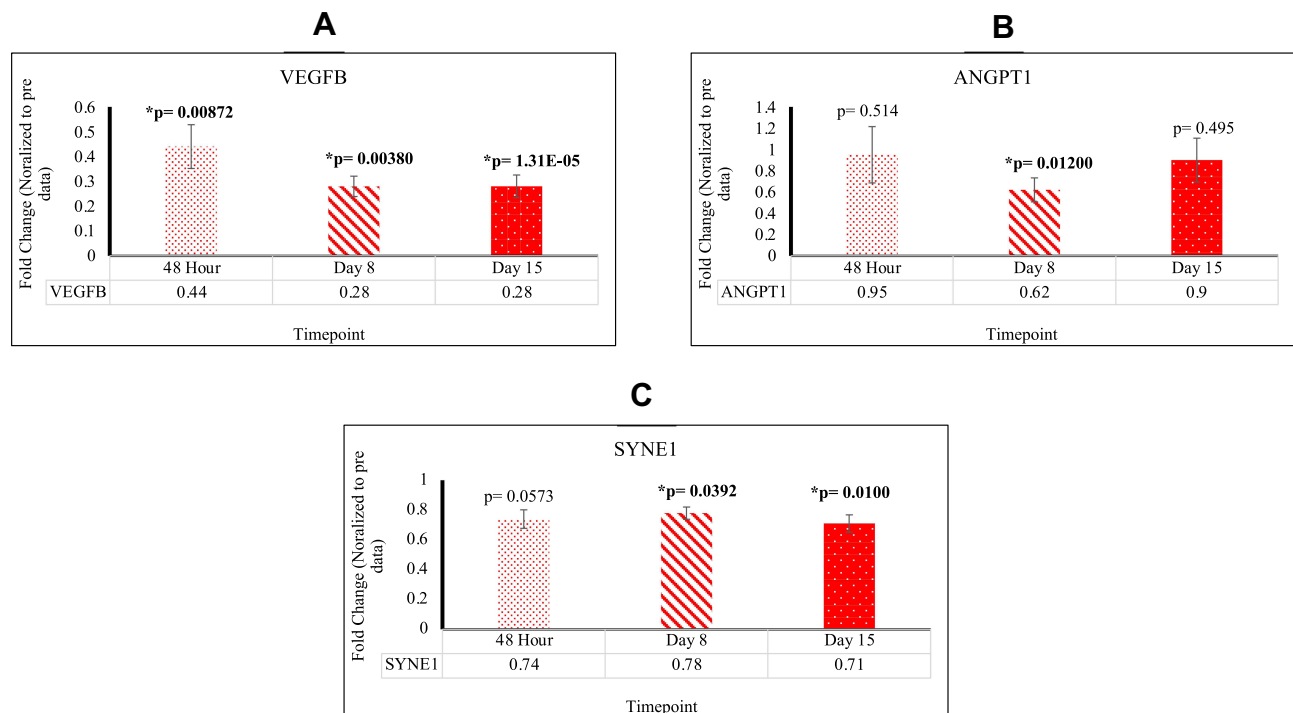 A
VEGFB
Fold Change (Noralized to pre
data)
0.6
0.5
0.4
0.3
0.2
0.1
0
*p= 0.00872
*p= 0.00380
*p= 1.31E-05
48 Hour Day 8 Day 15
VEGFB 0.44 0.28 0.28
Timepoint
B
ANGPT1
Fold Change (Noralized to pre
data)
1.4
1.2
1
0.8
0.6
0.4
0.2
0
p= 0.514
*p= 0.01200
p= 0.495
48 Hour Day 8 Day 15
ANGPT1 0.95 0.62 0.9
Timepoint
C
SYNE1
Fold Change (Noralized to pre
data)
1
0.8
0.6
0.4
0.2
0
p= 0.0573
*p= 0.0392
*p= 0.0100
48 Hour Day 8 Day 15
SYNE1 0.74 0.78 0.71
Timepoint